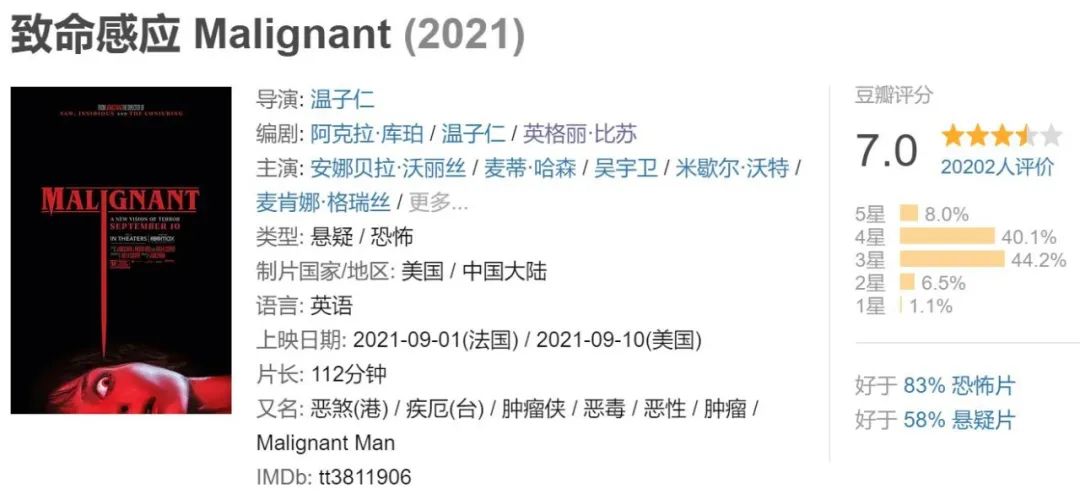 致命感应 Malignant (2021)
FROM JAMES WAN THE DIRECTOR OF
SAW, INSIDIOUS AND THE CONJURING
MALIGNANT
A NEW VISION OF TERROR
SEPTEMBER 10
IN THEATERS HBOMAX
导演: 温子仁
编剧: 阿克拉·库珀 / 温子仁 / 英格丽·比苏
主演: 安娜贝拉·沃丽丝 / 麦蒂·哈森 / 吴宇卫 / 米歇尔·沃特 /
麦肯娜·格瑞丝 / 更多...
类型: 悬疑 / 恐怖
制片国家/地区: 美国 / 中国大陆
语言: 英语
上映日期: 2021-09-01(法国) / 2021-09-10(美国)
片长: 112分钟
又名: 恶煞(港) / 疾厄(台) / 肿瘤侠 / 恶毒 / 恶性 / 肿瘤 /
Malignant Man
IMDb: tt3811906
豆瓣评分
7.0
20202人评价
5星 8.0%
4星 40.1%
3星 44.2%
2星 6.5%
1星 1.1%
好于 83% 恐怖片
好于 58% 悬疑片